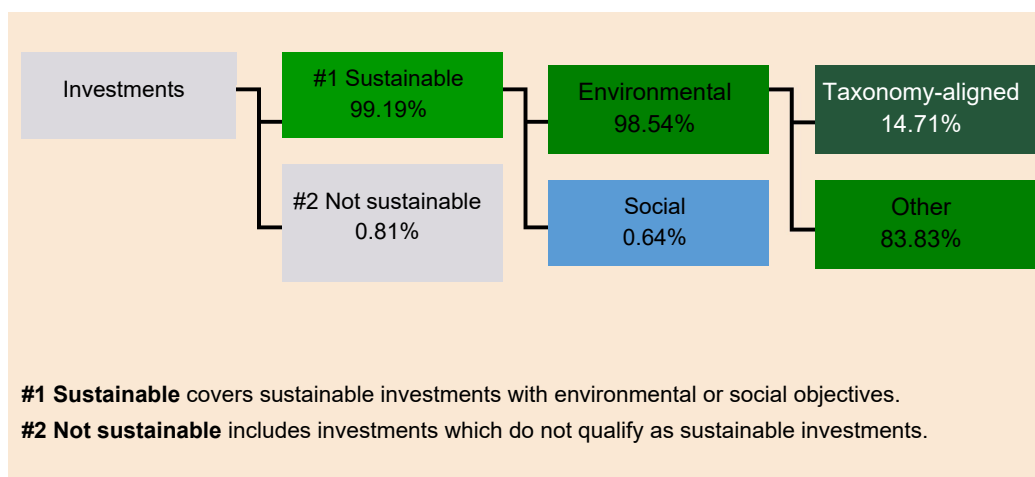 Investments
#1 Sustainable
99.19%
#2 Not sustainable
0.81%
Environmental
98.54%
Social
0.64%
Taxonomy-aligned
14.71%
Other
83.83%
#1 Sustainable covers sustainable investments with environmental or social objectives.
#2 Not sustainable includes investments which do not qualify as sustainable investments.